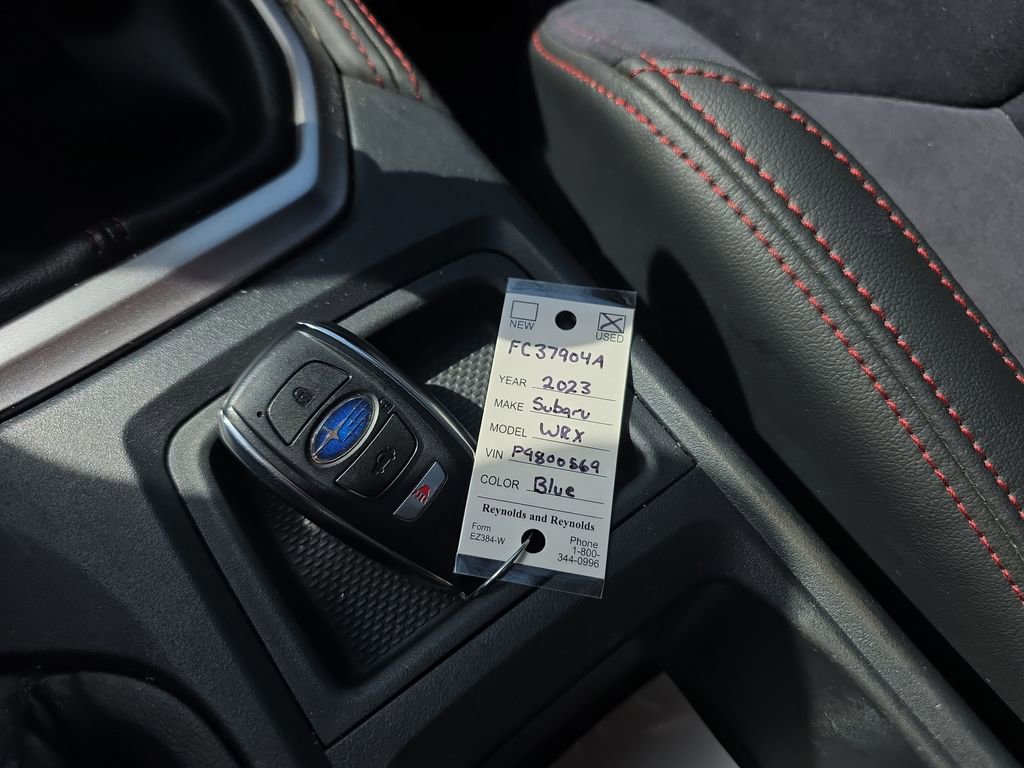 NEW USED
FC37904A
YEAR 2023
MAKE Subaru
MODEL WRX
VIN P9800569
COLOR Blue
Reynolds and Reynolds
Form
EZ384-W
Phone
1-800-
344-0996